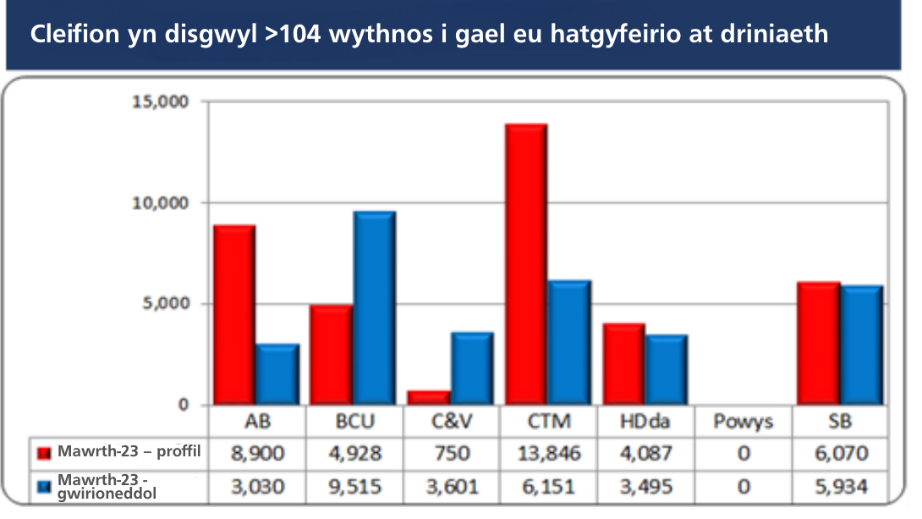 Cleifion yn disgwyl >104 wythnos i gael eu hatgyfeirio at driniaeth
15,000
10,000
5,000
0
AB BCU C&V CTM HDda Powys SB
Mawrth-23 – proffil 8,900 4,928 750 13,846 4,087 0 6,070
Mawrth-23 -
gwirioneddol 3,030 9,515 3,601 6,151 3,495 0 5,934